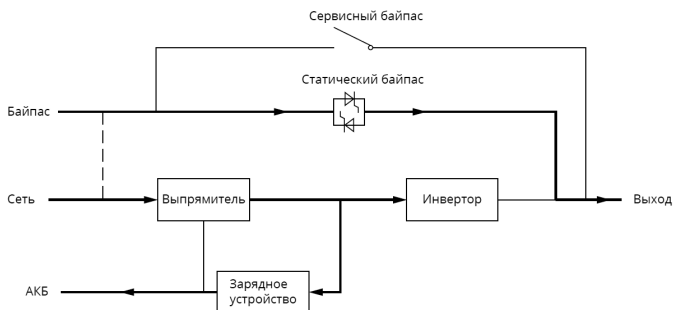 Сервисный байпас
Статический байпас
Байпас
Сеть
Выпрямитель
Инвертор
Выход
АКБ
Зарядное
устройство